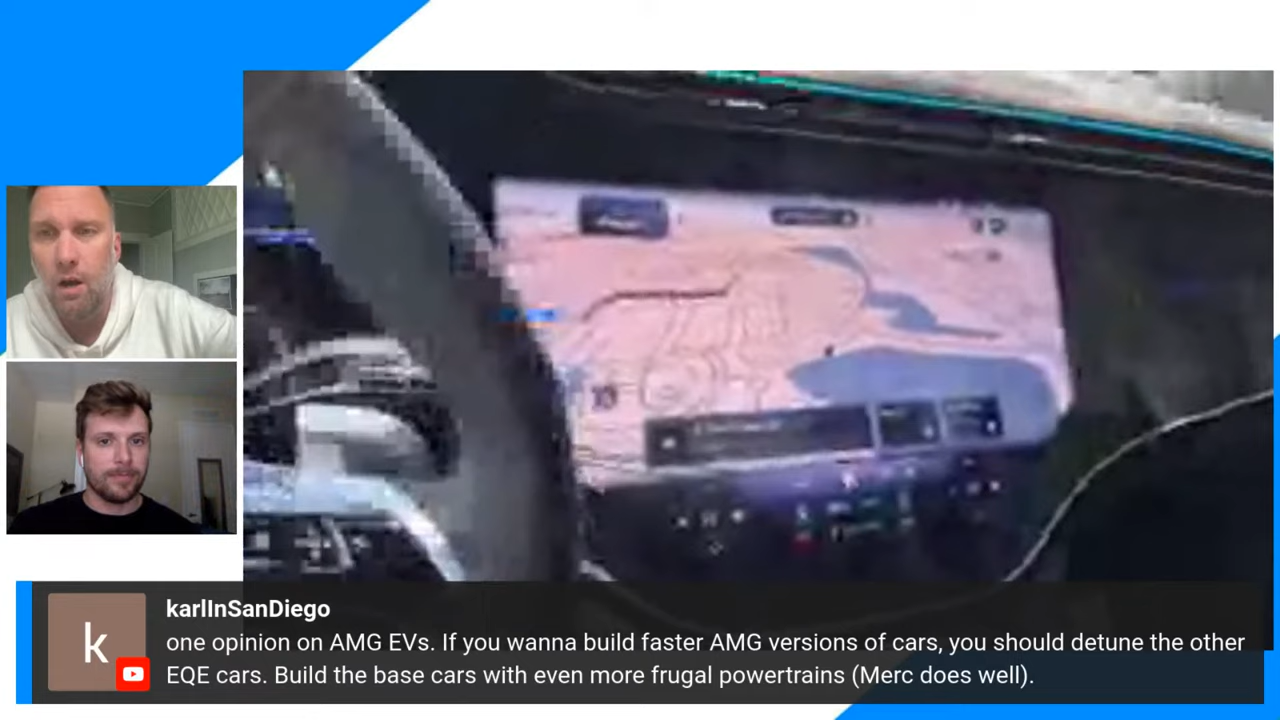 k
karlInSanDiego
one opinion on AMG EVs. If you wanna build faster AMG versions of cars, you should detune the other
EQE cars. Build the base cars with even more frugal powertrains (Merc does well).